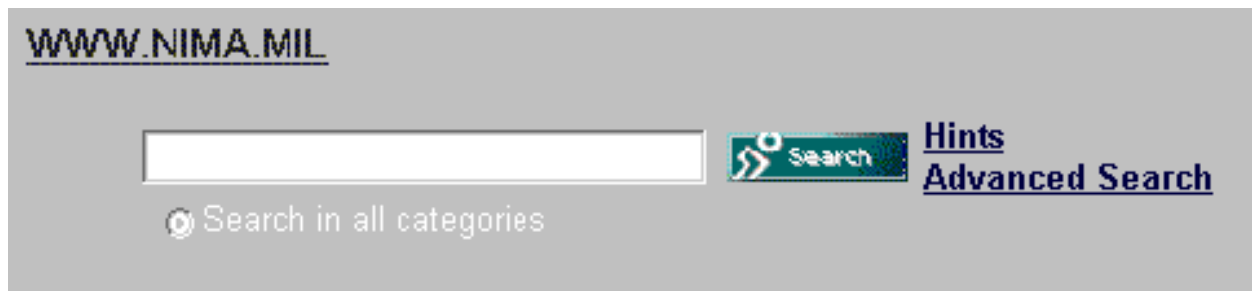 WWW.NIMA.MIL
Search
Hints
Advanced Search
Search in all categories